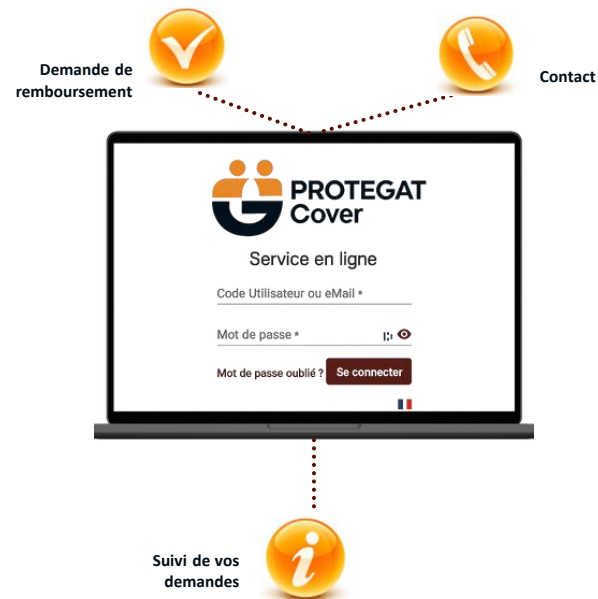 Demande de
remboursement
Contact
PROTEGAT
Cover
Service en ligne
Code Utilisateur ou eMail *
Mot de passe *
Mot de passe oublié ?
Se connecter
Suivi de vos
demandes